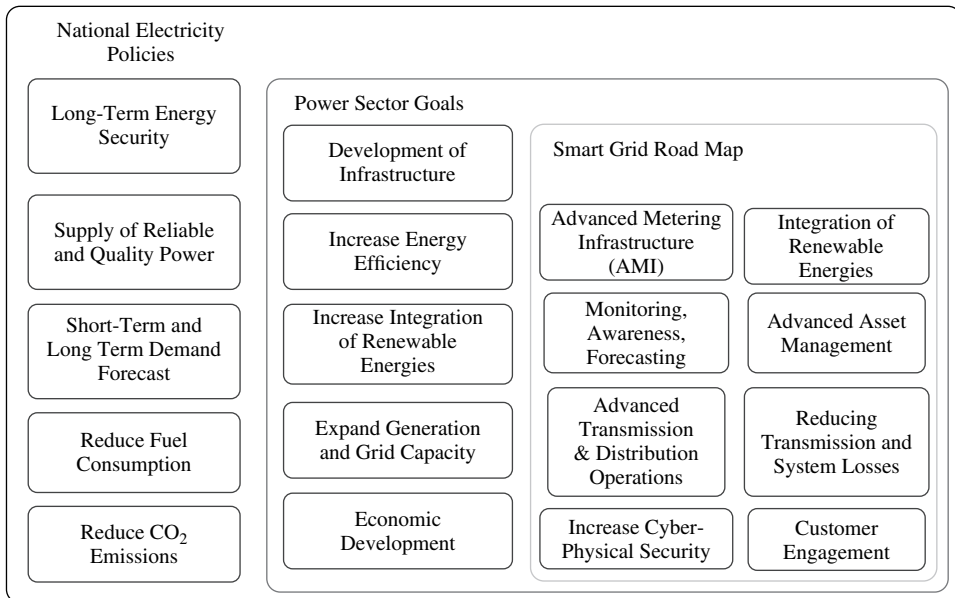 National Electricity
Policies
Long-Term Energy
Security
Supply of Reliable
and Quality Power
Short-Term and
Long Term Demand
Forecast
Reduce Fuel
Consumption
Reduce CO₂
Emissions
Power Sector Goals
Development of
Infrastructure
Increase Energy
Efficiency
Increase Integration
of Renewable
Energies
Expand Generation
and Grid Capacity
Economic
Development
Smart Grid Road Map
Advanced Metering
Infrastructure
(AMI)
Integration of
Renewable
Energies
Monitoring,
Awareness,
Forecasting
Advanced Asset
Management
Advanced
Transmission
& Distribution
Operations
Reducing
Transmission and
System Losses
Increase Cyber-
Physical Security
Customer
Engagement